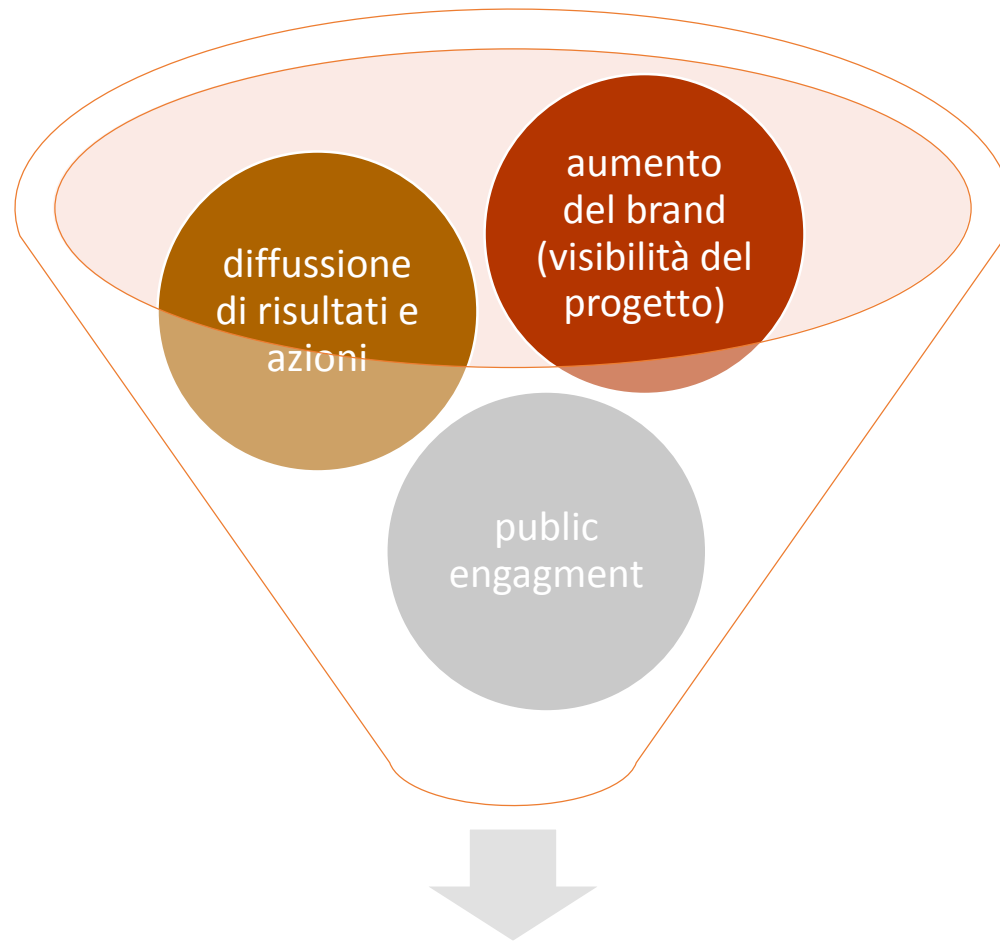 aumento
del brand
(visibilità del
progetto)
diffussione
di risultati e
azioni
public
engagment